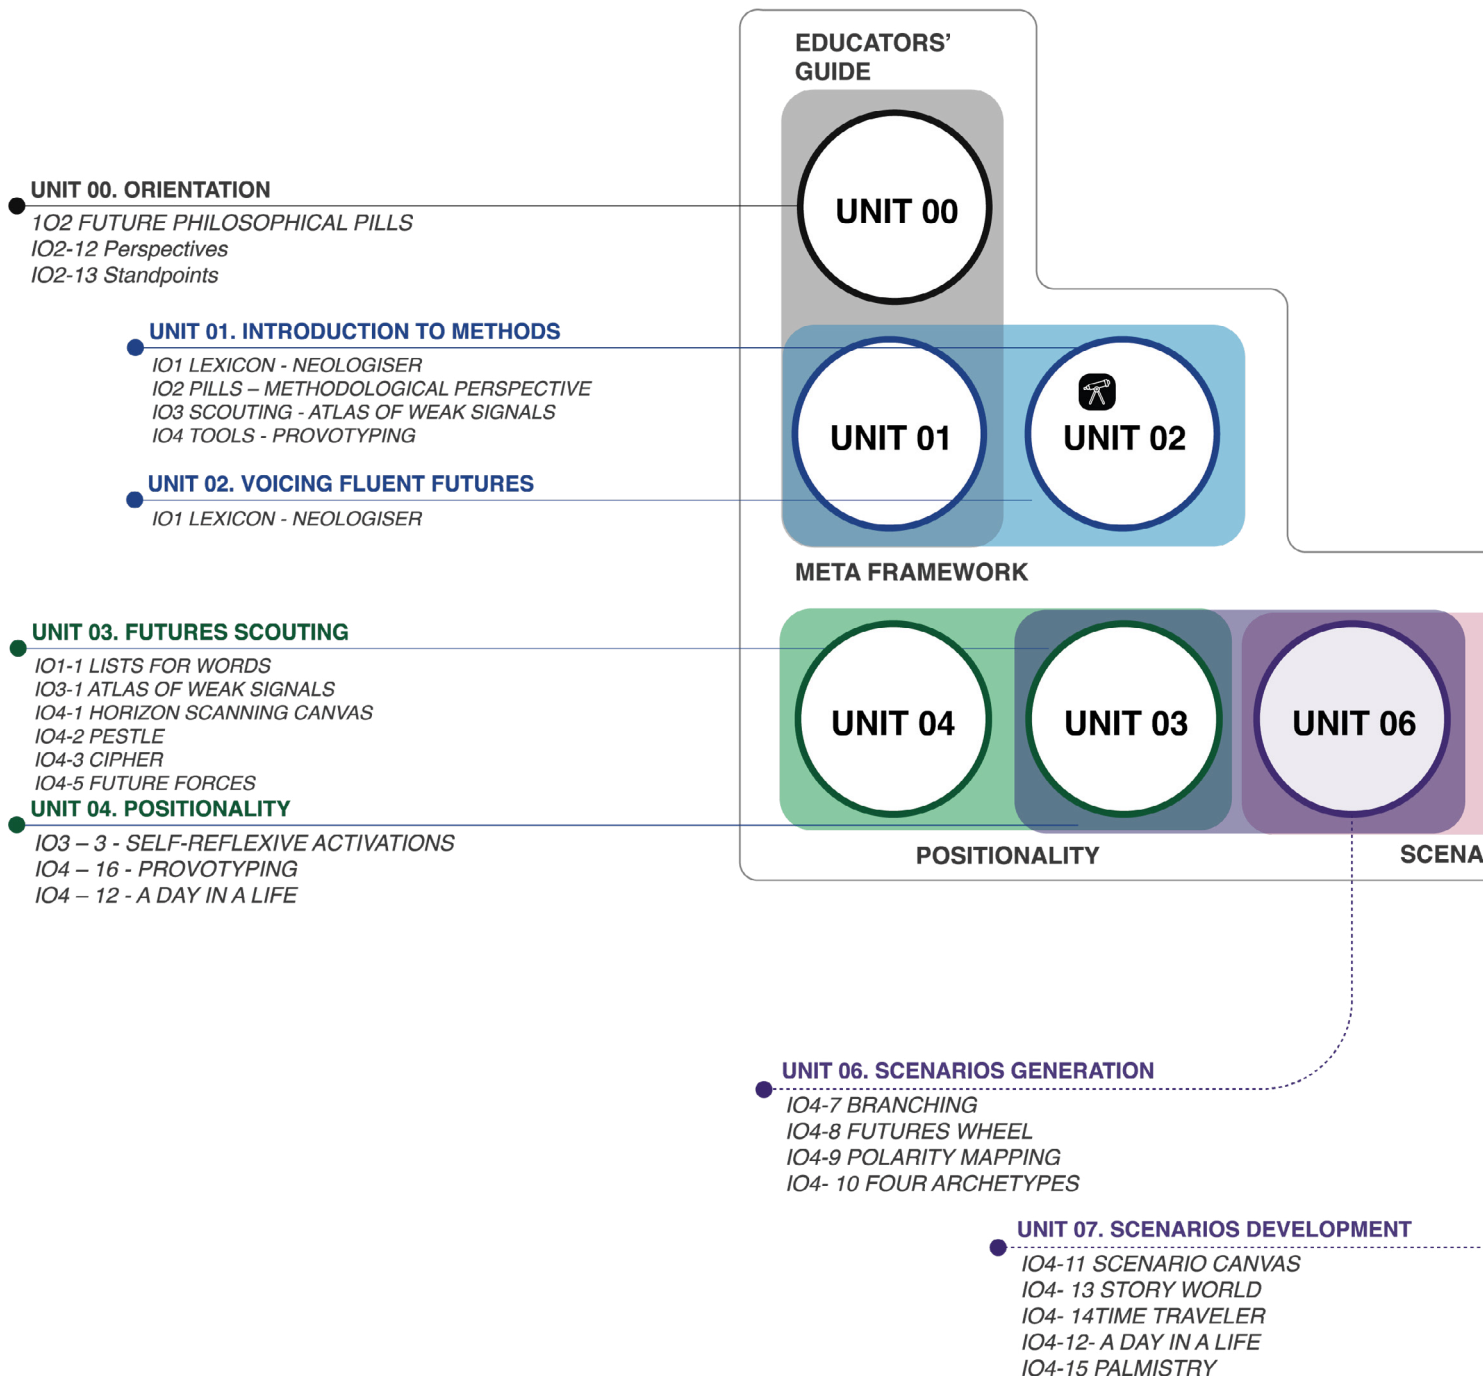 EDUCATORS’
GUIDE
UNIT 00
UNIT 00. ORIENTATION
1O2 FUTURE PHILOSOPHICAL PILLS
IO2-12 Perspectives
IO2-13 Standpoints
UNIT 01. INTRODUCTION TO METHODS
IO1 LEXICON - NEOLOGISER
IO2 PILLS – METHODOLOGICAL PERSPECTIVE
IO3 SCOUTING - ATLAS OF WEAK SIGNALS
IO4 TOOLS - PROVOTYPING
UNIT 01
UNIT 02
UNIT 02. VOICING FLUENT FUTURES
IO1 LEXICON - NEOLOGISER
META FRAMEWORK
UNIT 03. FUTURES SCOUTING
IO1-1 LISTS FOR WORDS
IO3-1 ATLAS OF WEAK SIGNALS
IO4-1 HORIZON SCANNING CANVAS
IO4-2 PESTLE
IO4-3 CIPHER
IO4-5 FUTURE FORCES
UNIT 04
UNIT 03
UNIT 06
UNIT 04. POSITIONALITY
IO3 – 3 - SELF-REFLEXIVE ACTIVATIONS
IO4 – 16 - PROVOTYPING
IO4 – 12 - A DAY IN A LIFE
POSITIONALITY
SCENA
UNIT 06. SCENARIOS GENERATION
IO4-7 BRANCHING
IO4-8 FUTURES WHEEL
IO4-9 POLARITY MAPPING
IO4- 10 FOUR ARCHETYPES
UNIT 07. SCENARIOS DEVELOPMENT
IO4-11 SCENARIO CANVAS
IO4- 13 STORY WORLD
IO4- 14TIME TRAVELER
IO4-12- A DAY IN A LIFE
IO4-15 PALMISTRY